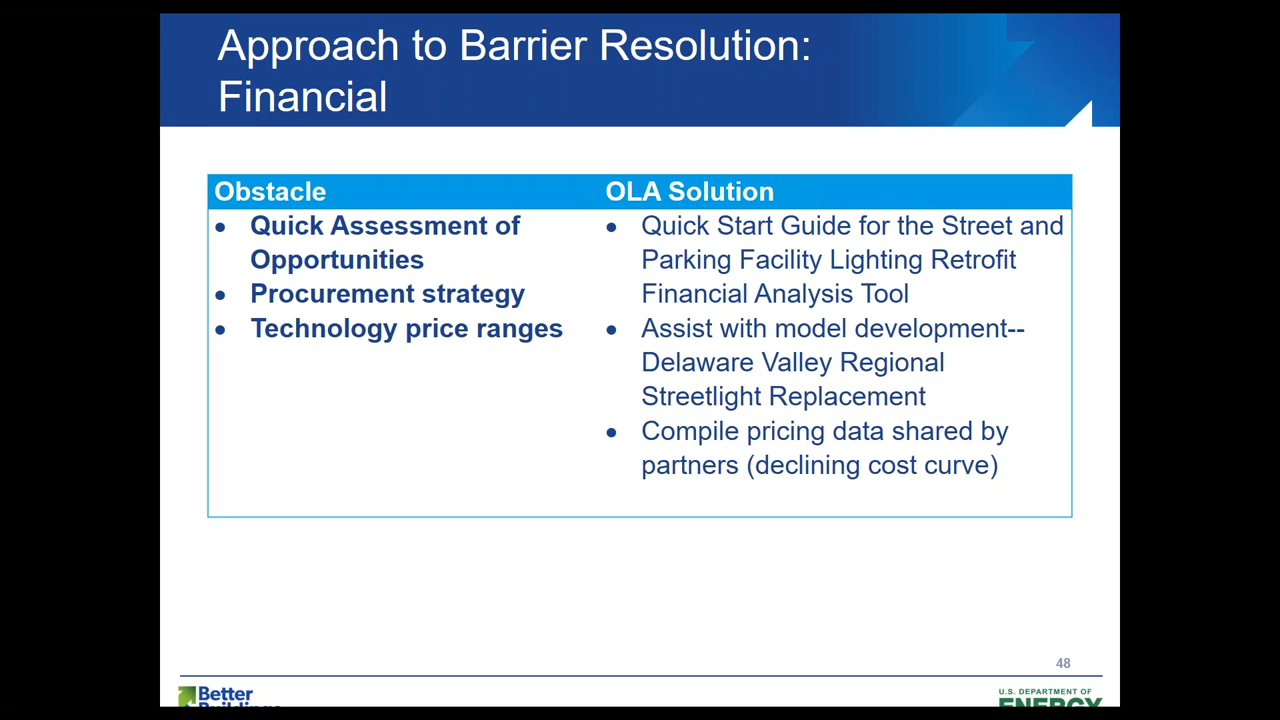 Approach to Barrier Resolution:
Financial
Obstacle
• Quick Assessment of
Opportunities
• Procurement strategy
• Technology price ranges
OLA Solution
• Quick Start Guide for the Street and
Parking Facility Lighting Retrofit
Financial Analysis Tool
• Assist with model development--
Delaware Valley Regional
Streetlight Replacement
• Compile pricing data shared by
partners (declining cost curve)
48
Better
Buildings
U.S. DEPARTMENT OF
ENERGY